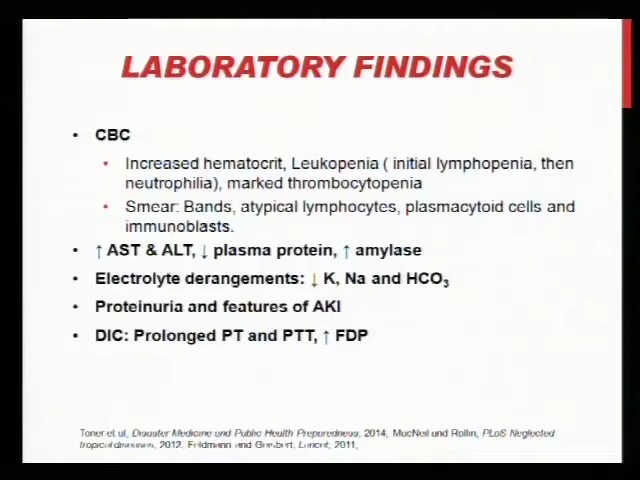 LABORATORY FINDINGS
• CBC
• Increased hematocrit, Leukopenia ( initial lymphopenia, then
neutrophilia), marked thrombocytopenia
• Smear: Bands, atypical lymphocytes, plasmacytoid cells and
immunoblasts.
• ↑ AST & ALT, ↓ plasma protein, ↑ amylase
• Electrolyte derangements: ↓ K, Na and HCO₃
• Proteinuria and features of AKI
• DIC: Prolonged PT and PTT, ↑ FDP
Toner et al, Disaster Medicine and Public Health Preparedness, 2014, MacNeil and Rollin, PLoS Neglected
tropical diseases, 2012, Feldmann and Geisbert, Lancet, 2011,